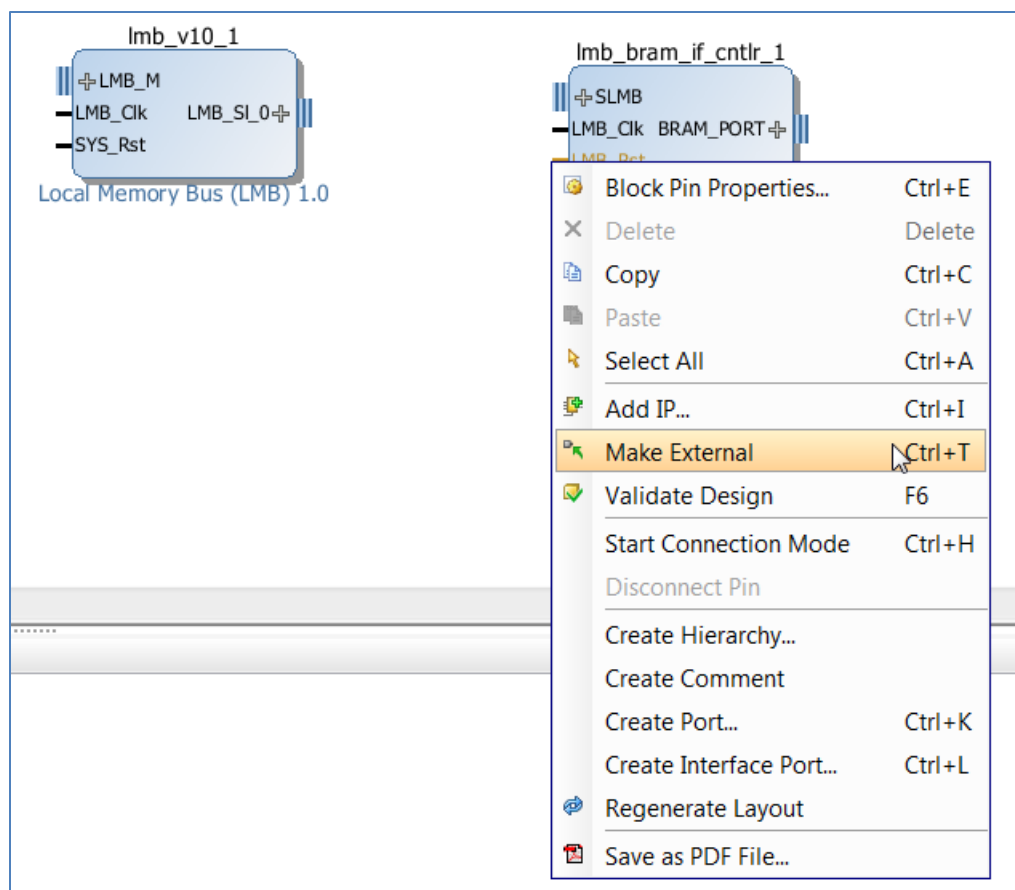 lmb_v10_1
LMB_M
LMB_Clk LMB_Sl_0
SYS_Rst
Local Memory Bus (LMB) 1.0
lmb_bram_if_cntlr_1
SLMB
LMB_Clk BRAM_PORT
LMB_Rst
Block Pin Properties... Ctrl+E
Delete Delete
Copy Ctrl+C
Paste Ctrl+V
Select All Ctrl+A
Add IP... Ctrl+I
Make External Ctrl+T
Validate Design F6
Start Connection Mode Ctrl+H
Disconnect Pin
Create Hierarchy...
Create Comment
Create Port... Ctrl+K
Create Interface Port... Ctrl+L
Regenerate Layout
Save as PDF File...